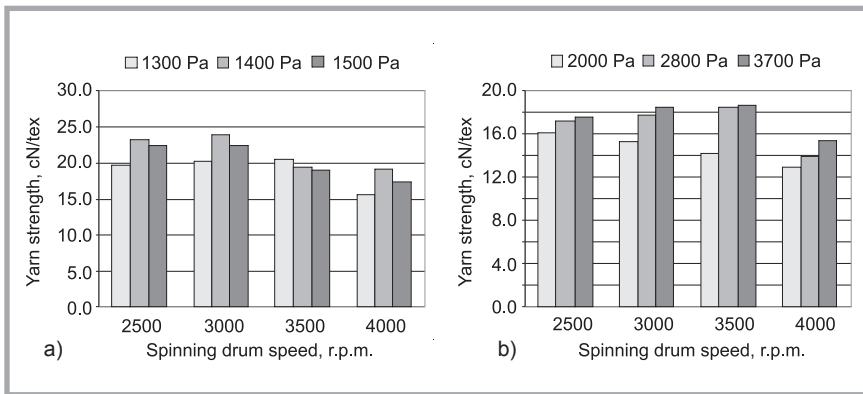 1300 Pa 1400 Pa 1500 Pa
30.0
25.0
20.0
15.0
10.0
5.0
0.0
Yarn strength, cN/tex
2500 3000 3500 4000
a) Spinning drum speed, r.p.m.
2000 Pa 2800 Pa 3700 Pa
20.0
16.0
12.0
8.0
4.0
0.0
Yarn strength, cN/tex
2500 3000 3500 4000
b) Spinning drum speed, r.p.m.